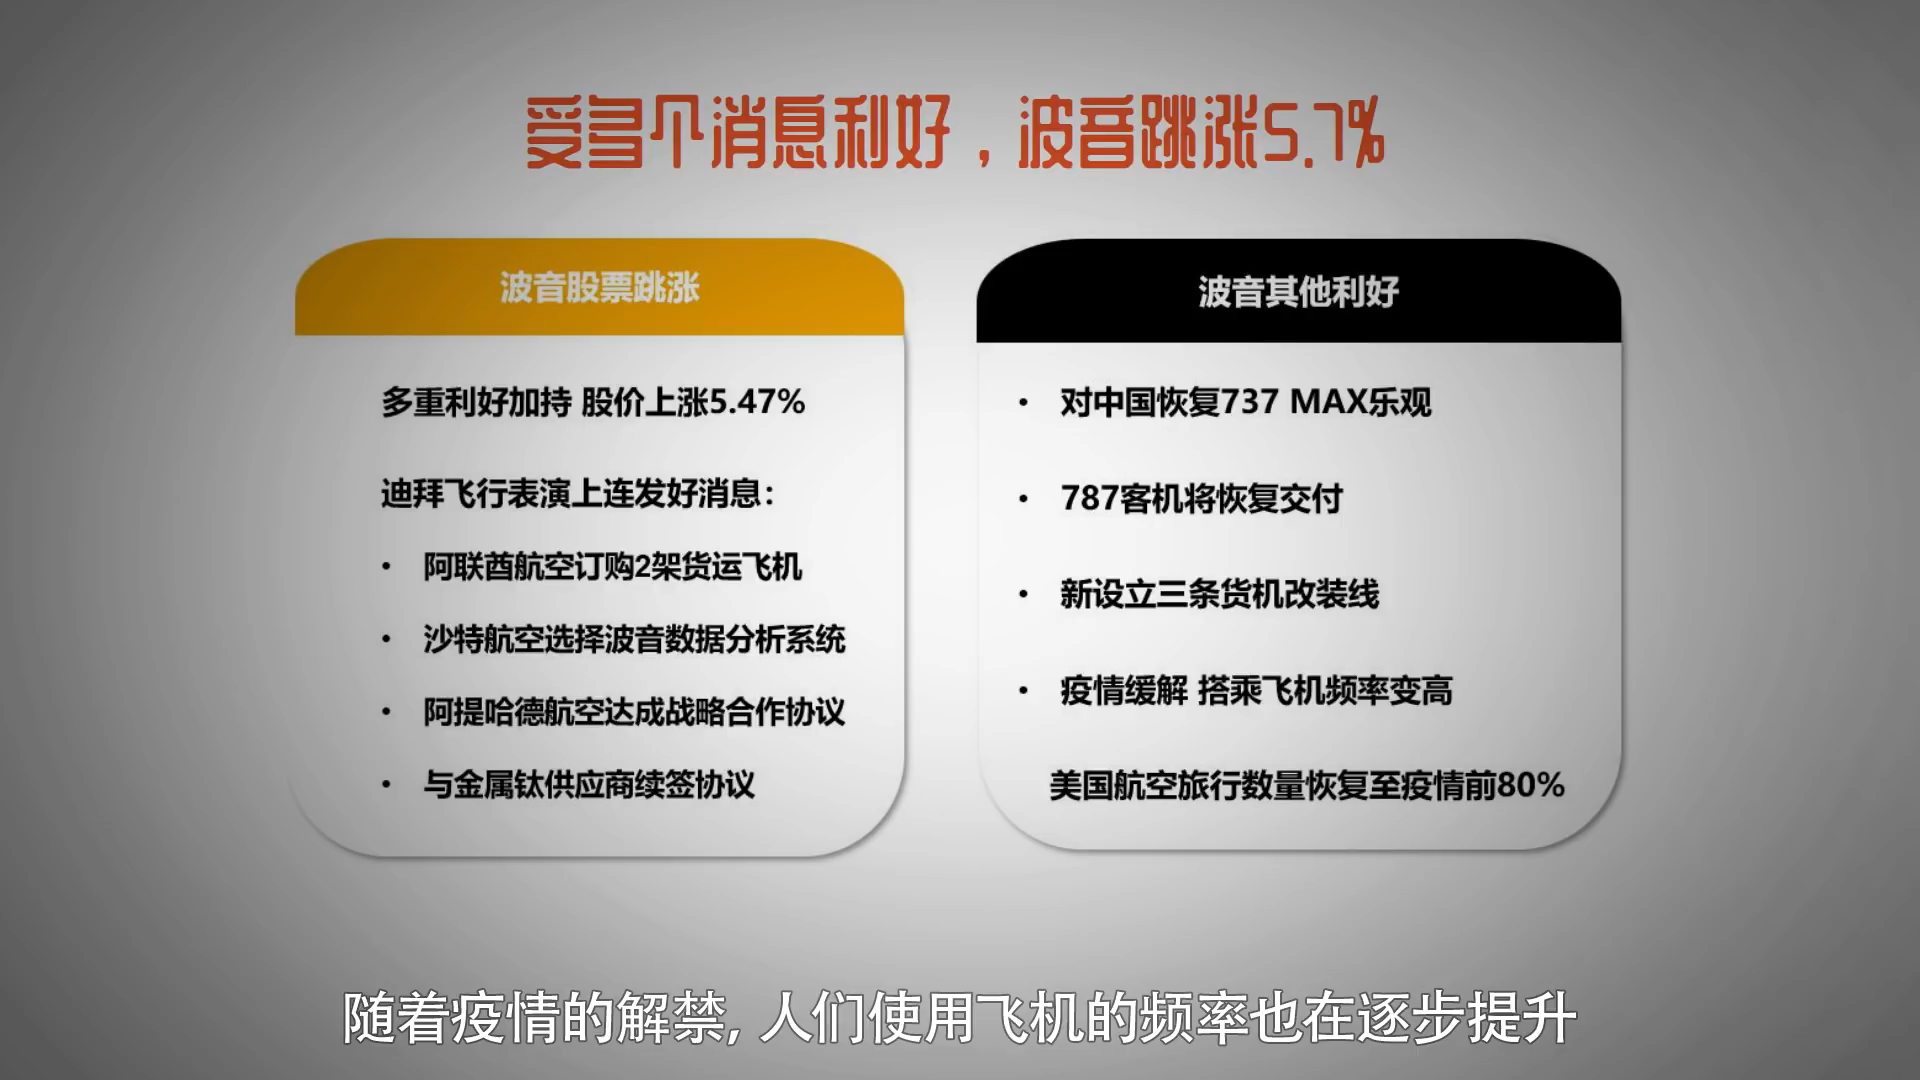 受多个消息利好，波音跳涨5.7%
波音股票跳涨
多重利好加持 股价上涨5.47%
迪拜飞行表演上连发好消息：
• 阿联酋航空订购2架货运飞机
• 沙特航空选择波音数据分析系统
• 阿提哈德航空达成战略合作协议
• 与金属钛供应商续签协议
波音其他利好
• 对中国恢复737 MAX乐观
• 787客机将恢复交付
• 新设立三条货机改装线
• 疫情缓解 搭乘飞机频率变高
美国航空旅行数量恢复至疫情前80%
随着疫情的解禁, 人们使用飞机的频率也在逐步提升